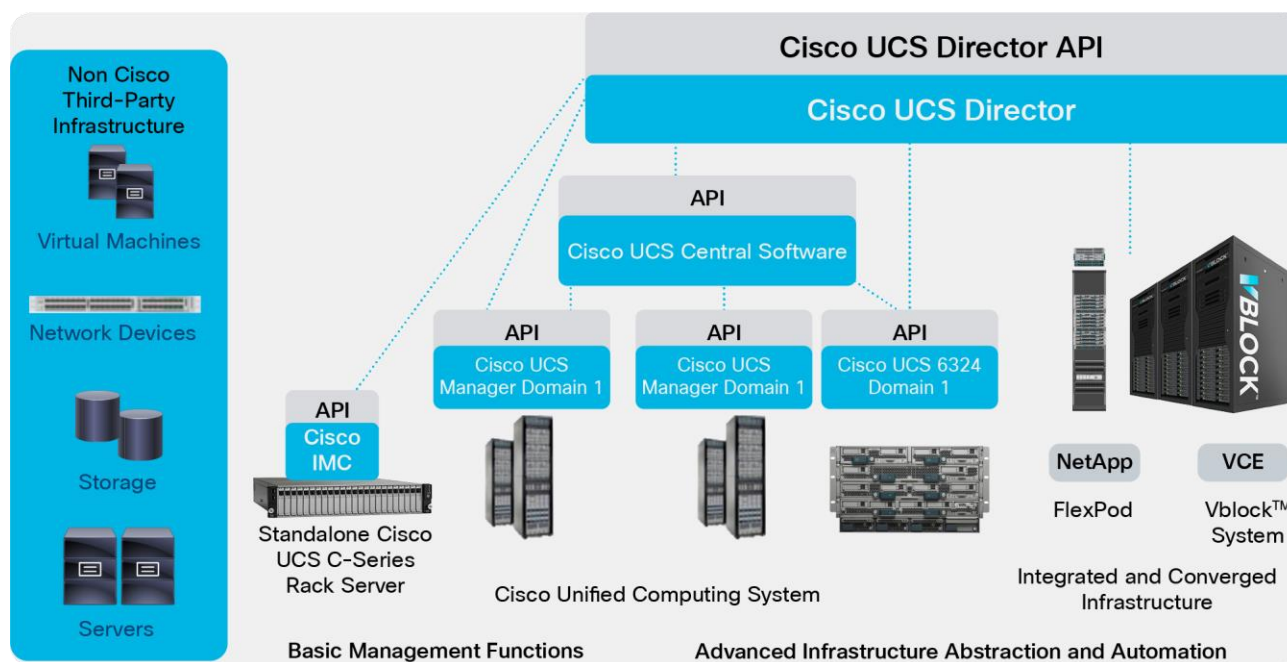 Cisco UCS Director API
Cisco UCS Director
Non Cisco
Third-Party
Infrastructure
Virtual Machines
Network Devices
Storage
Servers
API
Cisco UCS Central Software
API
Cisco UCS
Manager Domain 1
API
Cisco UCS
Manager Domain 1
API
Cisco UCS 6324
Domain 1
API
Cisco
IMC
Standalone Cisco
UCS C-Series
Rack Server
Cisco Unified Computing System
VBLOCK
VBLOCK
VBLOCK
VBLOCK™
NetApp
FlexPod
VCE
Vblock™
System
Integrated and Converged
Infrastructure
Basic Management Functions
Advanced Infrastructure Abstraction and Automation